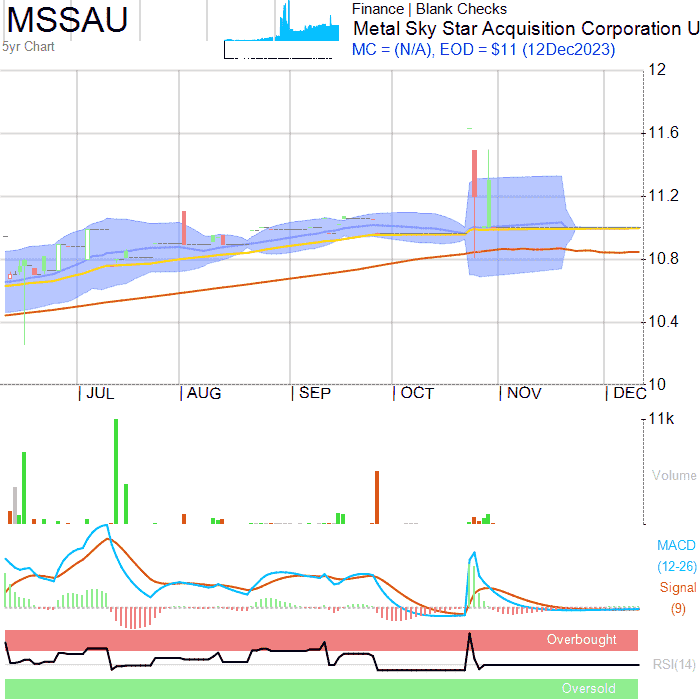 MSSAU
5yr Chart
Finance | Blank Checks
Metal Sky Star Acquisition Corporation U
MC = (N/A), EOD = $11 (12Dec2023)
12
11.6
11.2
10.8
10.4
10
JUL
AUG
SEP
OCT
NOV
DEC
11k
Volume
MACD
(12-26)
Signal
(9)
Overbought
RSI(14)
Oversold